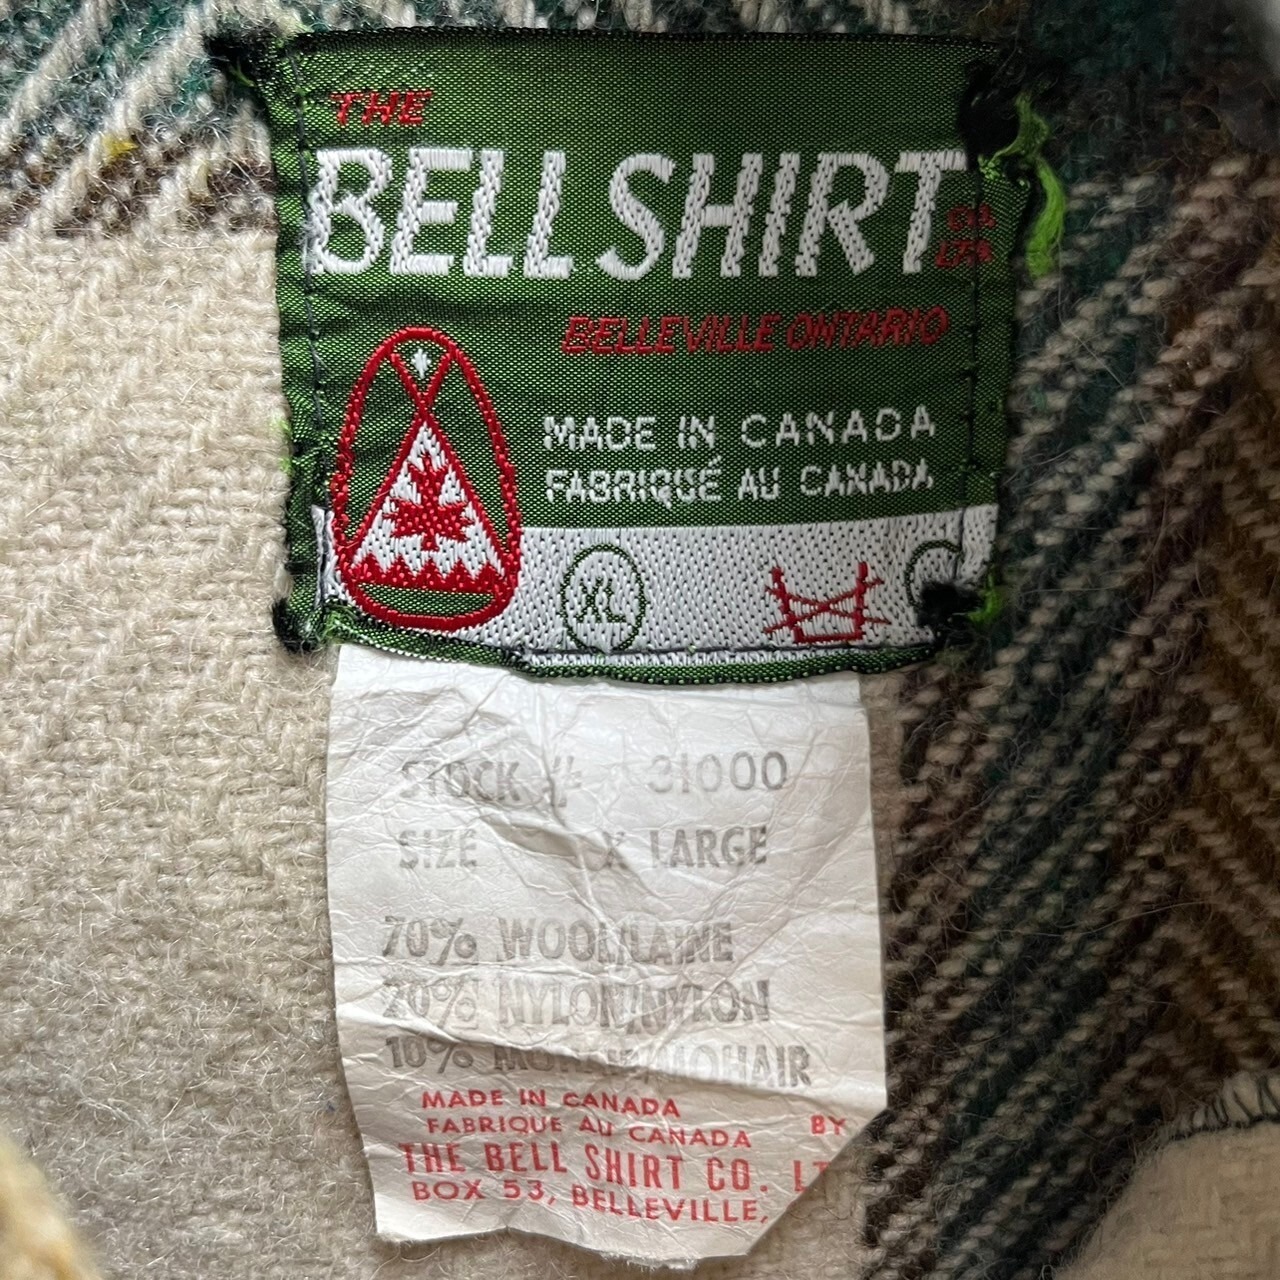 THE
BELL SHIRT
CO.
LTD.
BELLEVILLE ONTARIO
MADE IN CANADA
FABRIQUÉ AU CANADA
XL
STOCK # 31000
SIZE X LARGE
70% WOOL/LAINE
20% NYLON/NYLON
10% MOHAIR/MOHAIR
MADE IN CANADA
FABRIQUE AU CANADA BY
THE BELL SHIRT CO. LT
BOX 53, BELLEVILLE,